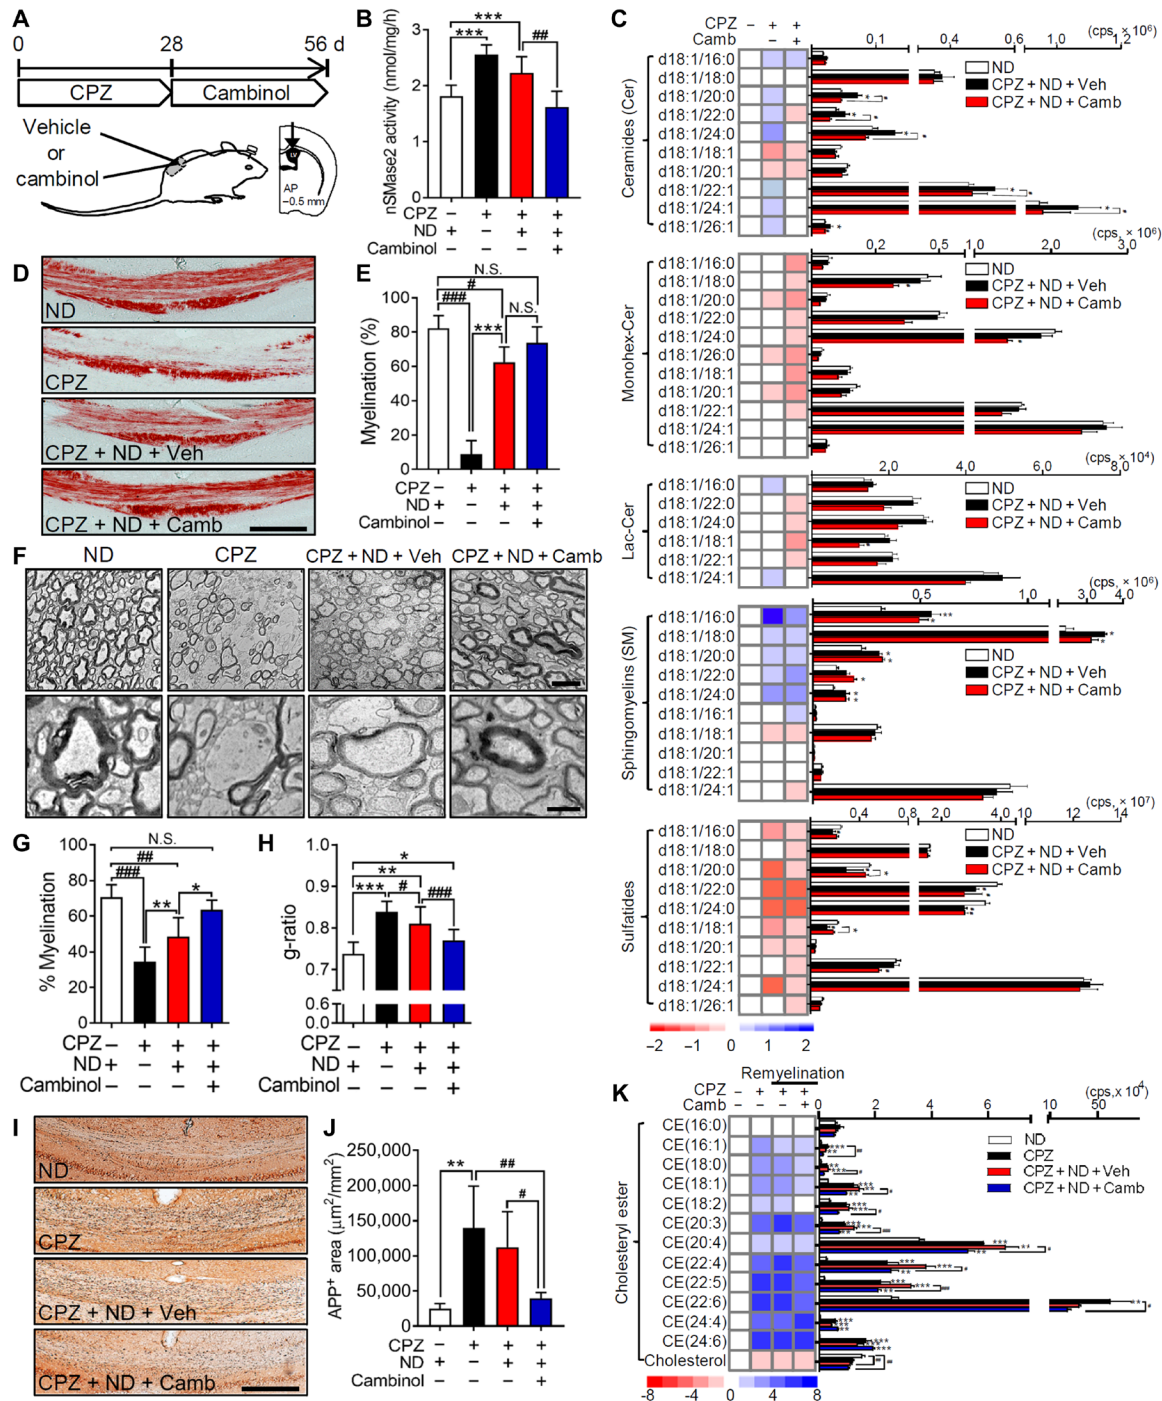 A
0 28 56 d
CPZ Cambinol
Vehicle
or
cambinol
LV
AP
−0.5 mm
B
nSMase2 activity (nmol/mg/h)
3
2
1
0
*** *** ##
CPZ − + + +
ND − − + +
Cambinol − − − +
C
CPZ − + +
Camb − − +
0,1 0,4 0,6 1,0 1,2
(cps, × 10⁶)
Ceramides (Cer)
d18:1/16:0
d18:1/18:0
d18:1/20:0
d18:1/22:0
d18:1/24:0
d18:1/18:1
d18:1/20:1
d18:1/22:1
d18:1/24:1
d18:1/26:1
ND
CPZ + ND + Veh
CPZ + ND + Camb
0,2 0,5 1,0 2,0 3,0
(cps, × 10⁶)
Monohex-Cer
d18:1/16:0
d18:1/18:0
d18:1/20:0
d18:1/22:0
d18:1/24:0
d18:1/26:0
d18:1/18:1
d18:1/20:1
d18:1/22:1
d18:1/24:1
d18:1/26:1
ND
CPZ + ND + Veh
CPZ + ND + Camb
2,0 4,0 6,0 8,0
(cps, × 10⁴)
Lac-Cer
d18:1/16:0
d18:1/22:0
d18:1/24:0
d18:1/18:1
d18:1/22:1
d18:1/24:1
ND
CPZ + ND + Veh
CPZ + ND + Camb
0,5 1,0 3,0 4,0
(cps, × 10⁶)
Sphingomyelins (SM)
d18:1/16:0
d18:1/18:0
d18:1/20:0
d18:1/22:0
d18:1/24:0
d18:1/16:1
d18:1/18:1
d18:1/20:1
d18:1/22:1
d18:1/24:1
ND
CPZ + ND + Veh
CPZ + ND + Camb
0,4 0,8 2,0 4,0 10 12 14
(cps, × 10⁷)
Sulfatides
d18:1/16:0
d18:1/18:0
d18:1/20:0
d18:1/22:0
d18:1/24:0
d18:1/18:1
d18:1/20:1
d18:1/22:1
d18:1/24:1
d18:1/26:1
ND
CPZ + ND + Veh
CPZ + ND + Camb
−2 −1 0 1 2
D
ND
CPZ
CPZ + ND + Veh
CPZ + ND + Camb
E
Myelination (%)
100
80
60
40
20
0
N.S.
#
### N.S.
***
CPZ − + + +
ND + − + +
Cambinol − − − +
F
ND CPZ CPZ + ND + Veh CPZ + ND + Camb
G
% Myelination
100
80
60
40
20
0
N.S.
##
### *
**
CPZ − + + +
ND + − + +
Cambinol − − − +
H
g-ratio
1.0
0.9
0.8
0.7
0.6
0.0
*
**
*** # ###
CPZ − + + +
ND + − + +
Cambinol − − − +
I
ND
CPZ
CPZ + ND + Veh
CPZ + ND + Camb
J
APP⁺ area (μm²/mm²)
250,000
200,000
150,000
100,000
50,000
0
** ##
#
CPZ − + + +
ND + − + +
Cambinol − − − +
K
Remyelination
CPZ − + + +
Camb − − − +
0 2 4 6 10 50
(cps,x 10⁴)
Cholesteryl ester
CE(16:0)
CE(16:1)
CE(18:0)
CE(18:1)
CE(18:2)
CE(20:3)
CE(20:4)
CE(22:4)
CE(22:5)
CE(22:6)
CE(24:4)
CE(24:6)
Cholesterol
ND
CPZ
CPZ + ND + Veh
CPZ + ND + Camb
-8 -4 0 4 8